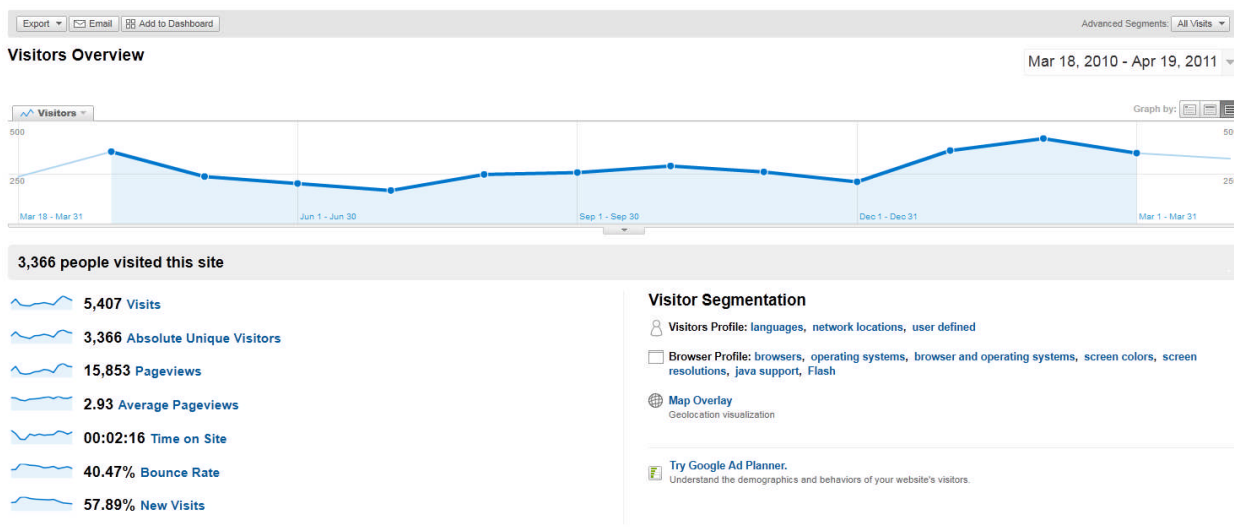 Export Email Add to Dashboard Advanced Segments: All Visits
Visitors Overview
Mar 18, 2010 - Apr 19, 2011
Visitors Graph by:
500 50
250 25
Mar 18 - Mar 31 Jun 1 - Jun 30 Sep 1 - Sep 30 Dec 1 - Dec 31 Mar 1 - Mar 31
3,366 people visited this site
5,407 Visits
3,366 Absolute Unique Visitors
15,853 Pageviews
2.93 Average Pageviews
00:02:16 Time on Site
40.47% Bounce Rate
57.89% New Visits
Visitor Segmentation
Visitors Profile: languages, network locations, user defined
Browser Profile: browsers, operating systems, browser and operating systems, screen colors, screen
resolutions, java support, Flash
Map Overlay
Geolocation visualization
Try Google Ad Planner.
Understand the demographics and behaviors of your website's visitors.